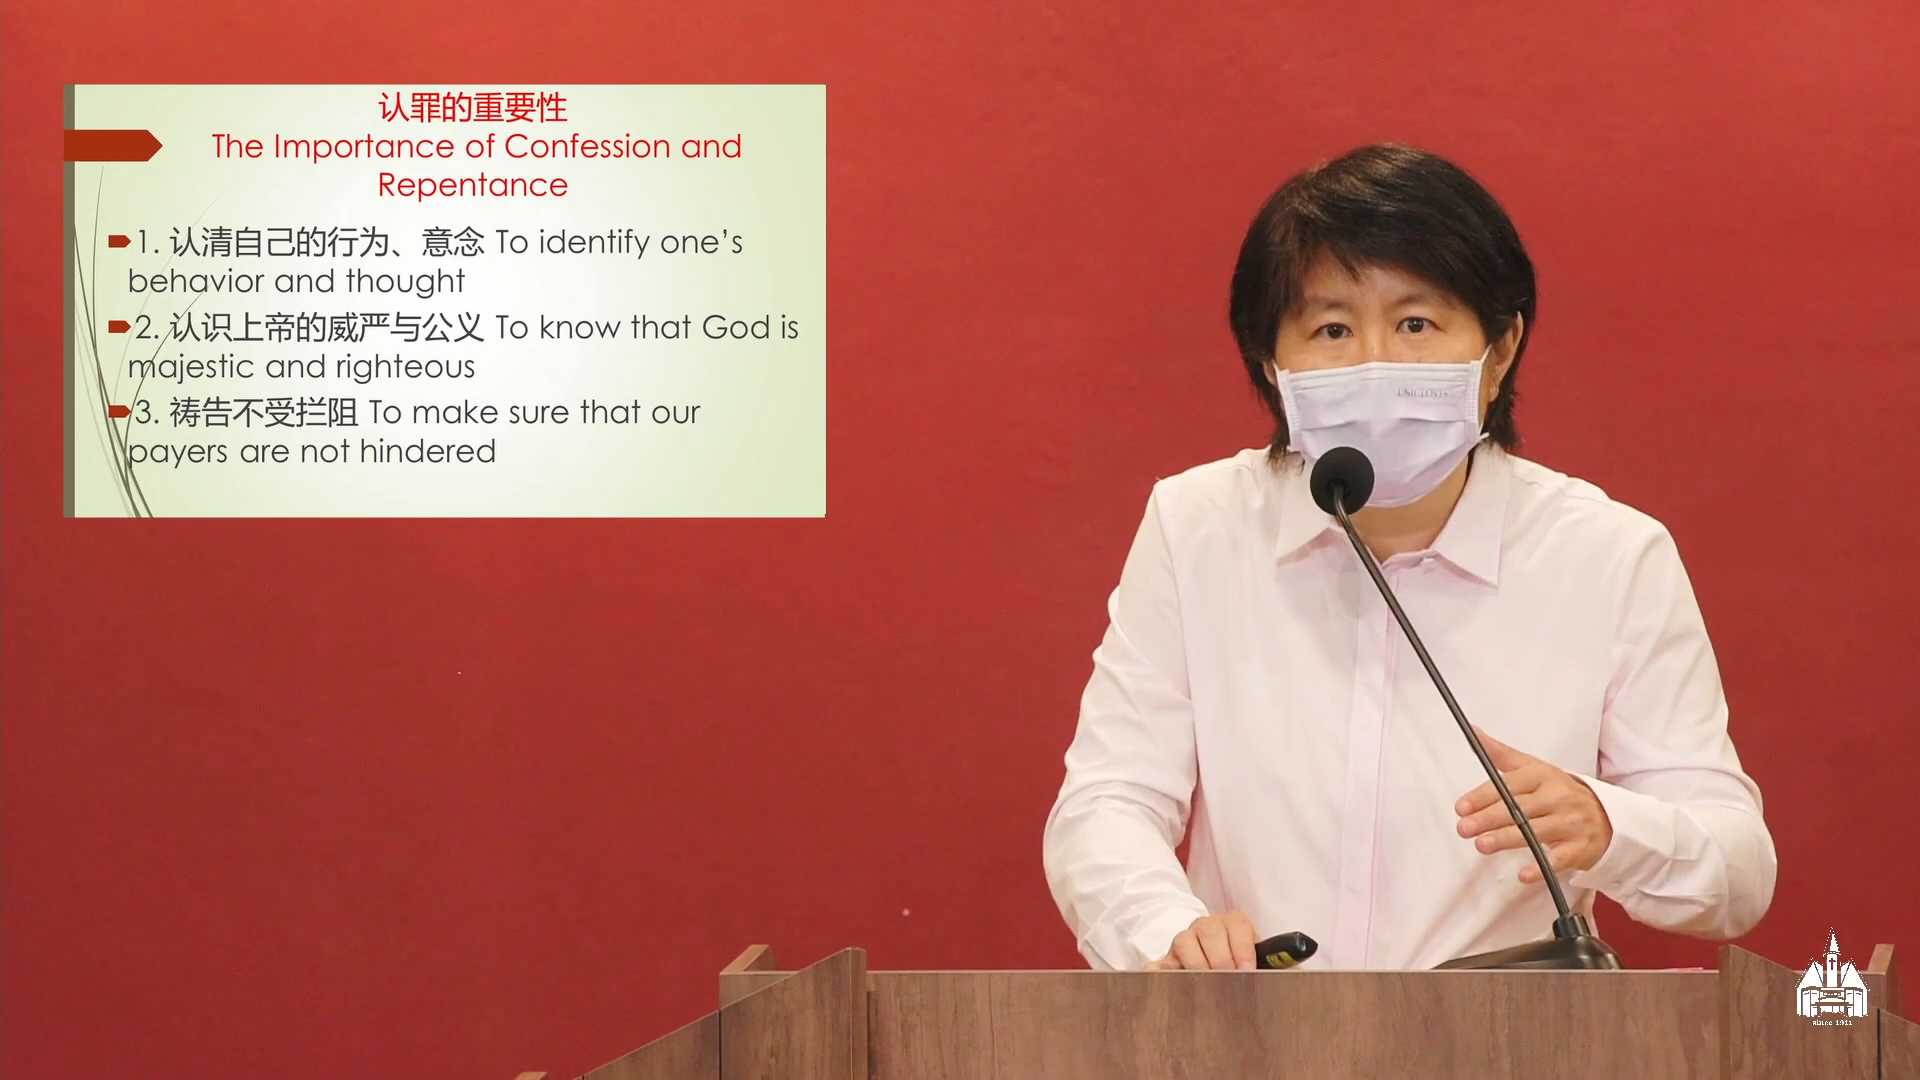 认罪的重要性
The Importance of Confession and
Repentance
1. 认清自己的行为、意念 To identify one’s
behavior and thought
2. 认识上帝的威严与公义 To know that God is
majestic and righteous
3. 祷告不受拦阻 To make sure that our
payers are not hindered
since 1911